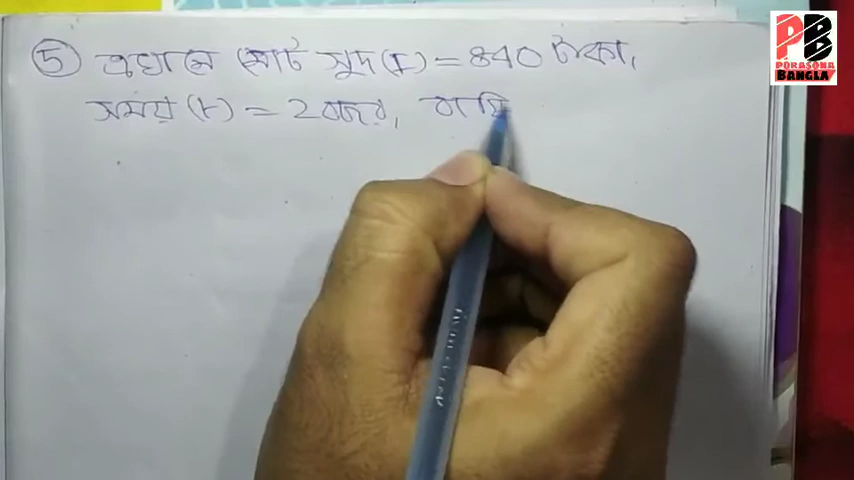 PB
PORASONA
BANGLA
(5) এখানে মোট সুদ (I) = 840 টাকা,
সময় (t) = 2 বছর, বার্ষি